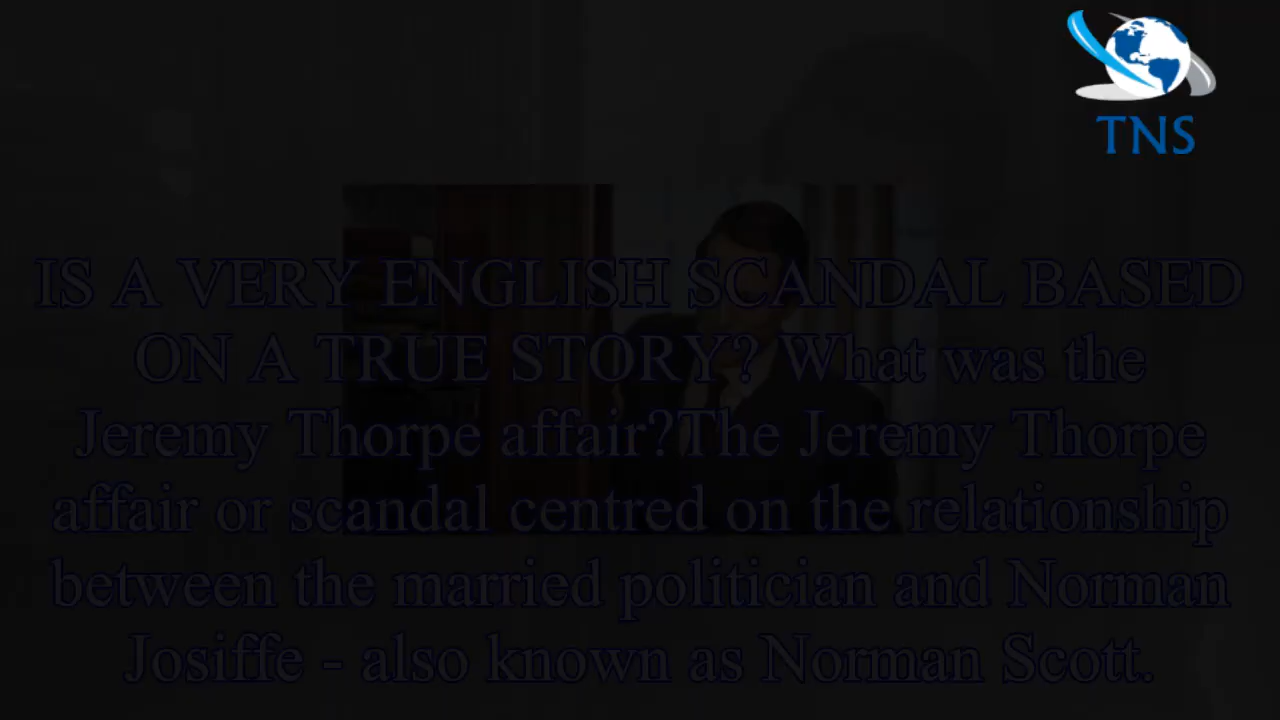 TNS
IS A VERY ENGLISH SCANDAL BASED
ON A TRUE STORY? What was the
Jeremy Thorpe affair?The Jeremy Thorpe
affair or scandal centred on the relationship
between the married politician and Norman
Josiffe - also known as Norman Scott.